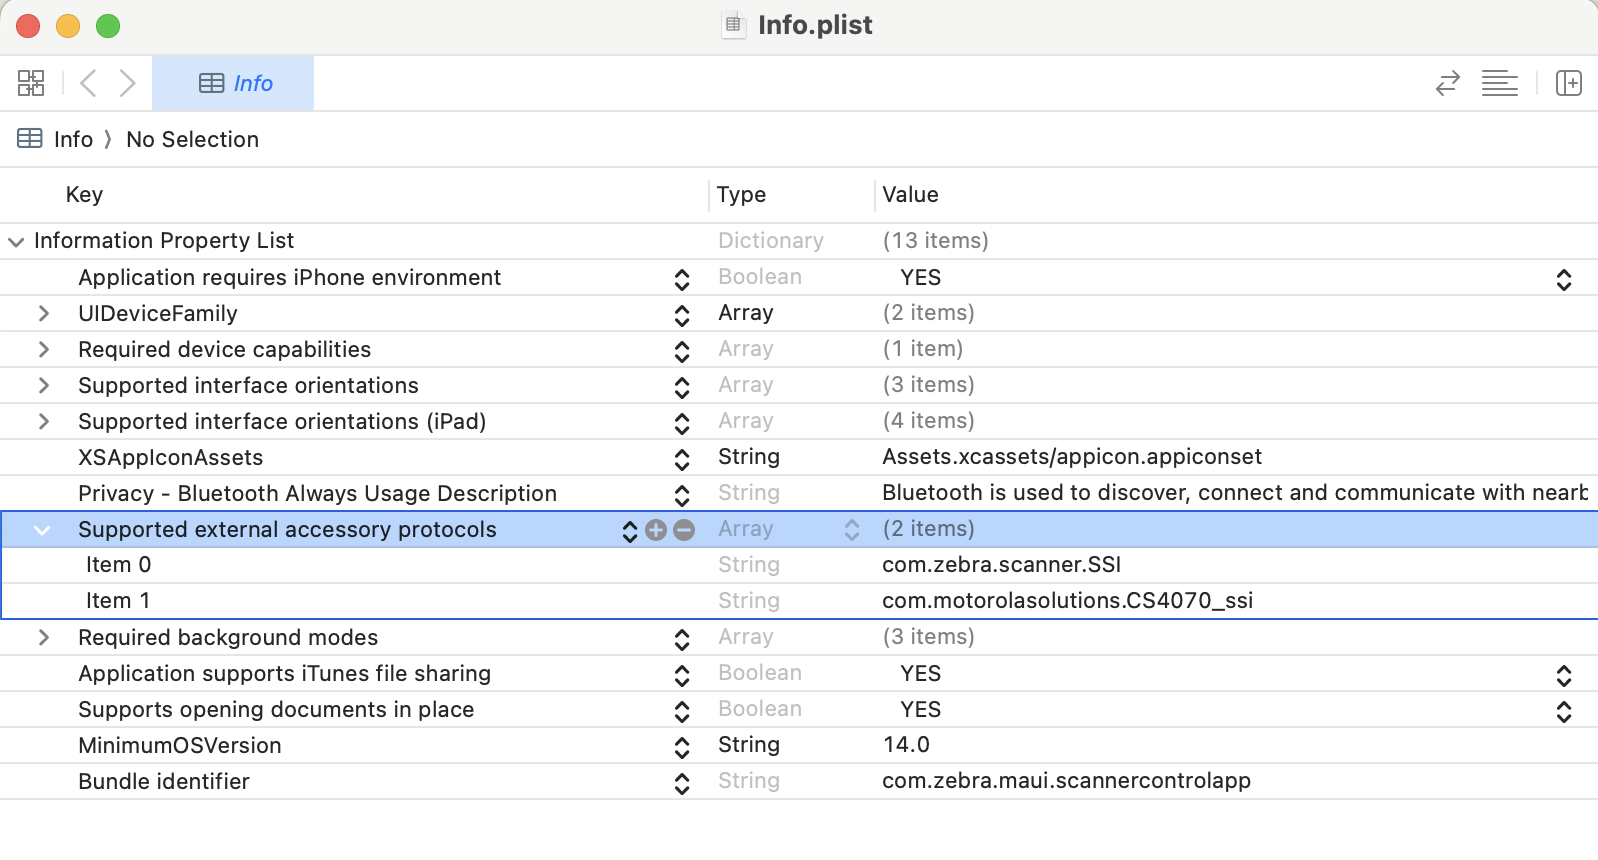 Info.plist
Info
Info > No Selection
Key Type Value
Information Property List Dictionary (13 items)
Application requires iPhone environment Boolean YES
UIDeviceFamily Array (2 items)
Required device capabilities Array (1 item)
Supported interface orientations Array (3 items)
Supported interface orientations (iPad) Array (4 items)
XSAppIconAssets String Assets.xcassets/appicon.appiconset
Privacy - Bluetooth Always Usage Description String Bluetooth is used to discover, connect and communicate with nearb
Supported external accessory protocols Array (2 items)
Item 0 String com.zebra.scanner.SSI
Item 1 String com.motorolasolutions.CS4070_ssi
Required background modes Array (3 items)
Application supports iTunes file sharing Boolean YES
Supports opening documents in place Boolean YES
MinimumOSVersion String 14.0
Bundle identifier String com.zebra.maui.scannercontrolapp